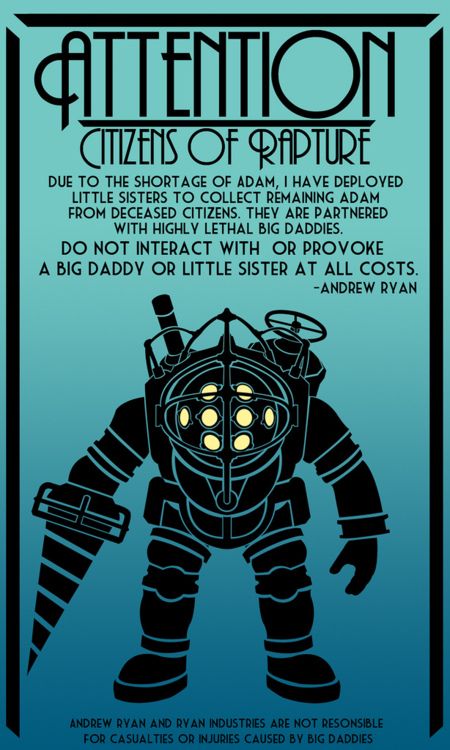 ATTENTION
CITIZENS OF RAPTURE
DUE TO THE SHORTAGE OF ADAM, I HAVE DEPLOYED
LITTLE SISTERS TO COLLECT REMAINING ADAM
FROM DECEASED CITIZENS. THEY ARE PARTNERED
WITH HIGHLY LETHAL BIG DADDIES.
DO NOT INTERACT WITH OR PROVOKE
A BIG DADDY OR LITTLE SISTER AT ALL COSTS.
-ANDREW RYAN
ANDREW RYAN AND RYAN INDUSTRIES ARE NOT RESONSIBLE
FOR CASUALTIES OR INJURIES CAUSED BY BIG DADDIES